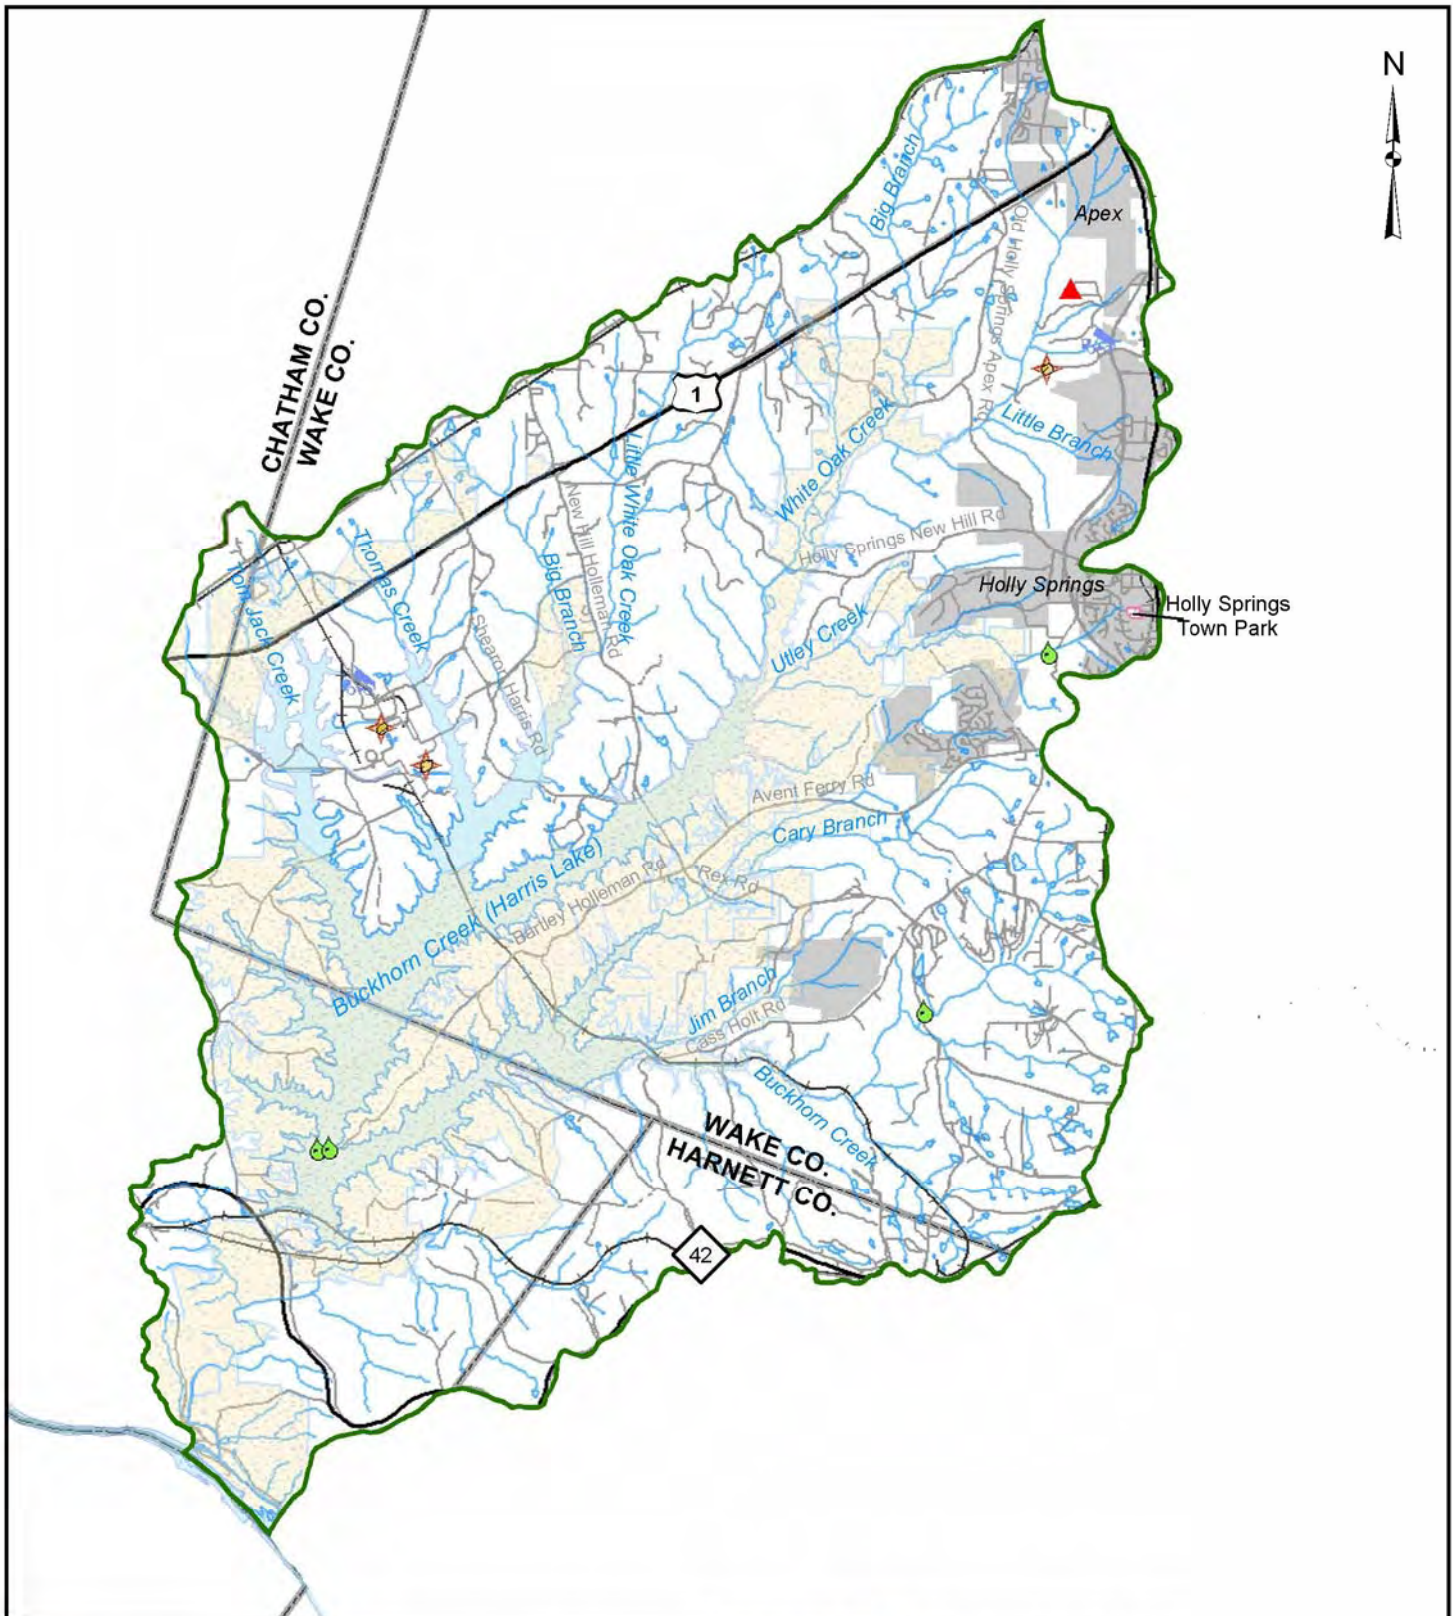 N
Big Branch
Apex
Old Holly Springs Apex Rd
CHATHAM CO.
WAKE CO.
1
Little Branch
White Oak Creek
Little White Oak Creek
New Hill Holleman Rd
Holly Springs New Hill Rd
Thomas Creek
Big Branch
Tom Jack Creek
Shearon Harris Rd
Holly Springs
Holly Springs
Town Park
Utley Creek
Avent Ferry Rd
Cary Branch
Rex Rd
Bartley Holleman Rd
Buckhorn Creek (Harris Lake)
Jim Branch
Cass Holt Rd
Buckhorn Creek
WAKE CO.
HARNETT CO.
42